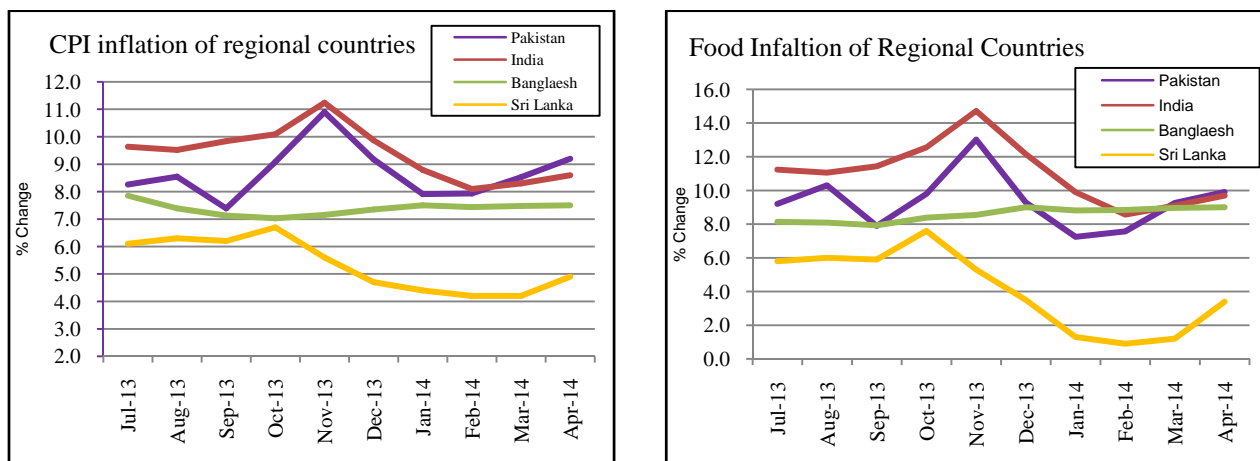 CPI inflation of regional countries
Pakistan
India
Banglaesh
Sri Lanka
% Change
12.0
11.0
10.0
9.0
8.0
7.0
6.0
5.0
4.0
3.0
2.0
Jul-13
Aug-13
Sep-13
Oct-13
Nov-13
Dec-13
Jan-14
Feb-14
Mar-14
Apr-14
Food Infaltion of Regional Countries
Pakistan
India
Banglaesh
Sri Lanka
% Change
16.0
14.0
12.0
10.0
8.0
6.0
4.0
2.0
0.0
Jul-13
Aug-13
Sep-13
Oct-13
Nov-13
Dec-13
Jan-14
Feb-14
Mar-14
Apr-14